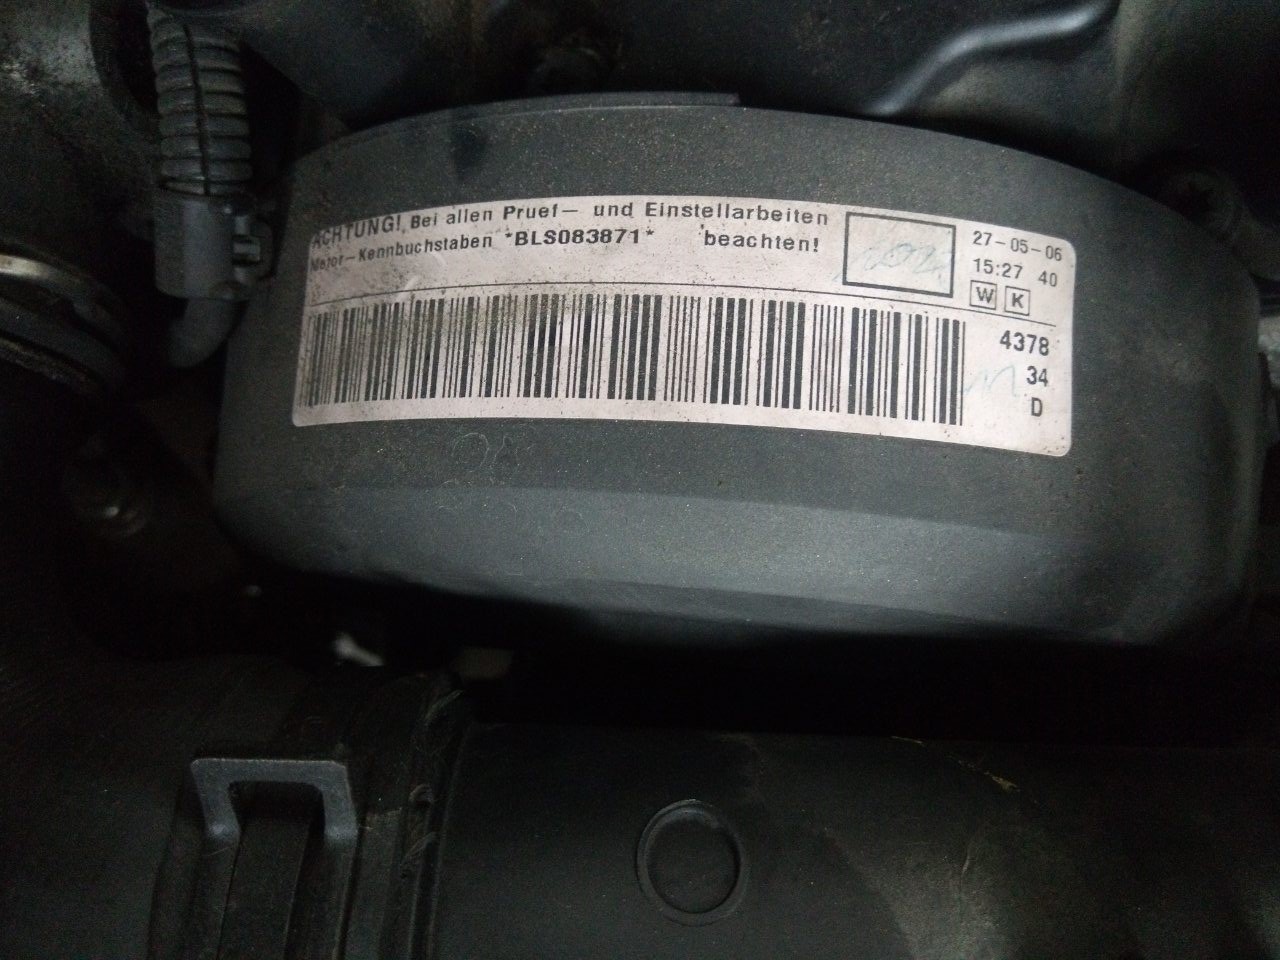 ACHTUNG! Bei allen Pruef— und Einstellarbeiten
Motor—Kennbuchstaben *BLS083871* beachten!
27-05-06
15:27 40
W K
4378
34
D